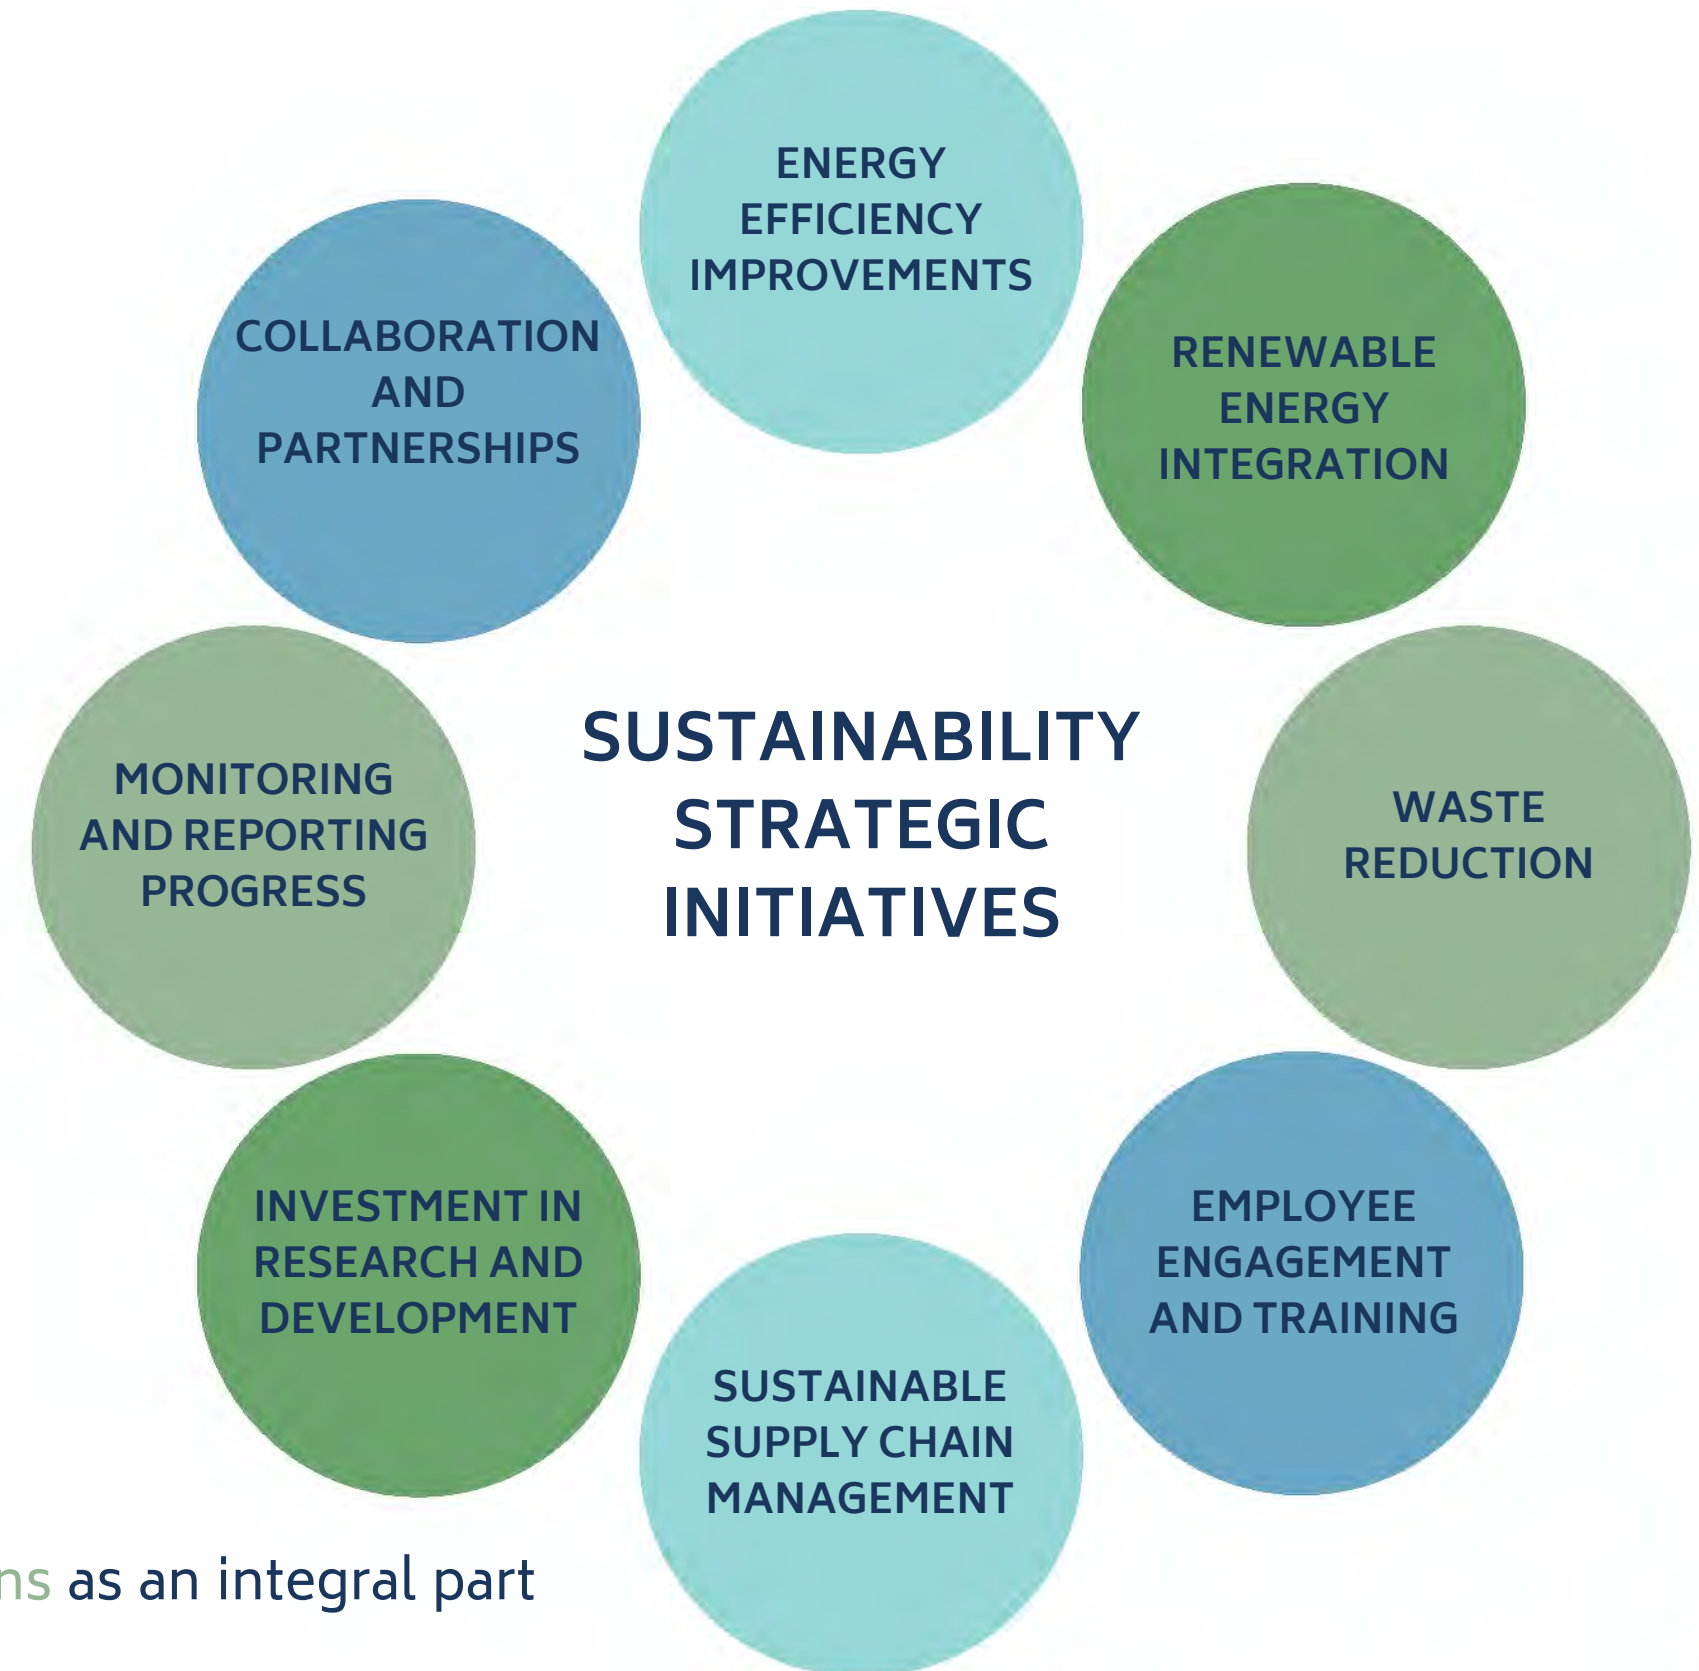 ENERGY
EFFICIENCY
IMPROVEMENTS
RENEWABLE
ENERGY
INTEGRATION
WASTE
REDUCTION
EMPLOYEE
ENGAGEMENT
AND TRAINING
SUSTAINABLE
SUPPLY CHAIN
MANAGEMENT
INVESTMENT IN
RESEARCH AND
DEVELOPMENT
MONITORING
AND REPORTING
PROGRESS
COLLABORATION
AND
PARTNERSHIPS
SUSTAINABILITY
STRATEGIC
INITIATIVES
as an integral part